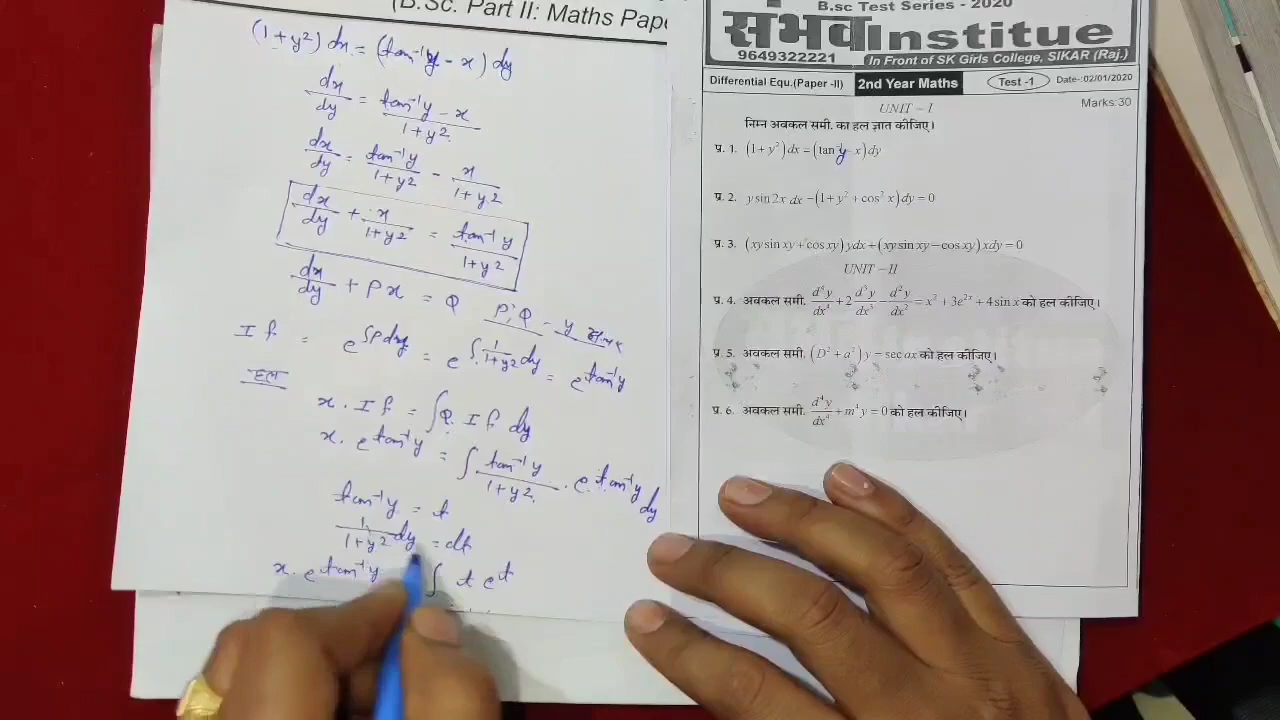 (B.Sc. Part II: Maths Pape
(1+y²) dx = (tan⁻¹y - x) dy
dx/dy = (tan⁻¹y - x)/(1+y²)
dx/dy = tan⁻¹y/(1+y²) - x/(1+y²)
dx/dy + x/(1+y²) = tan⁻¹y/(1+y²)
dx/dy + Px = Q P, Q - y
I f = e^∫Pdy = e^∫1/(1+y²)dy = e^tan⁻¹y
हल
x. I f = ∫Q. I f dy
x. e^tan⁻¹y = ∫ tan⁻¹y/(1+y²) . e^tan⁻¹y dy
tan⁻¹y = t
1/(1+y²) dy = dt
x. e^tan⁻¹y ∫ t e^t
B.sc Test Series - 2020
संभव Institue
9649322221 In Front of SK Girls College, SIKAR (Raj.)
Differential Equ.(Paper -II) 2nd Year Maths Test -1 Date-:02/01/2020
Marks:30
UNIT – I
निम्न अवकल समी. का हल ज्ञात कीजिए।
प्र. 1. (1+y²)dx = (tan⁻¹y - x)dy
प्र. 2. y sin 2x dx – (1 + y² + cos² x)dy = 0
प्र. 3. (xy sin xy + cos xy) ydx + (xy sin xy – cos xy) xdy = 0
UNIT – II
प्र. 4. अवकल समी. d⁴y/dx⁴ + 2 d³y/dx³ - d²y/dx² = x² + 3e²ˣ + 4 sin x को हल कीजिए।
प्र. 5. अवकल समी. (D² + a²) y = sec ax को हल कीजिए।
प्र. 6. अवकल समी. d⁴y/dx⁴ + m⁴y = 0 को हल कीजिए।